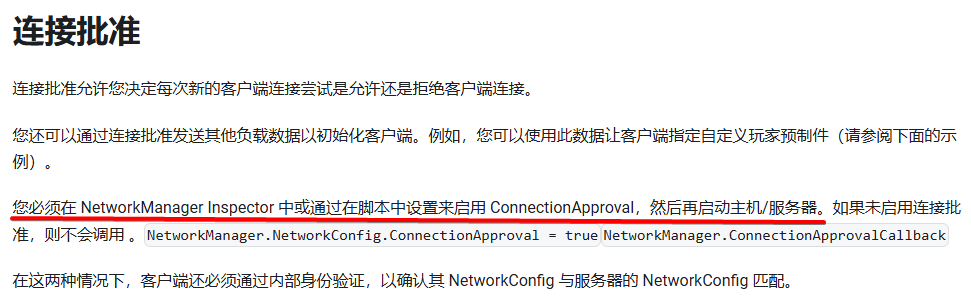 连接批准
连接批准允许您决定每次新的客户端连接尝试是允许还是拒绝客户端连接。
您还可以通过连接批准发送其他负载数据以初始化客户端。例如，您可以使用此数据让客户端指定自定义玩家预制件（请参阅下面的示
例）。
您必须在 NetworkManager Inspector 中或通过在脚本中设置来启用 ConnectionApproval，然后再启动主机/服务器。如果未启用连接批
准，则不会调用 。NetworkManager.NetworkConfig.ConnectionApproval = true NetworkManager.ConnectionApprovalCallback
在这两种情况下，客户端还必须通过内部身份验证，以确认其 NetworkConfig 与服务器的 NetworkConfig 匹配。